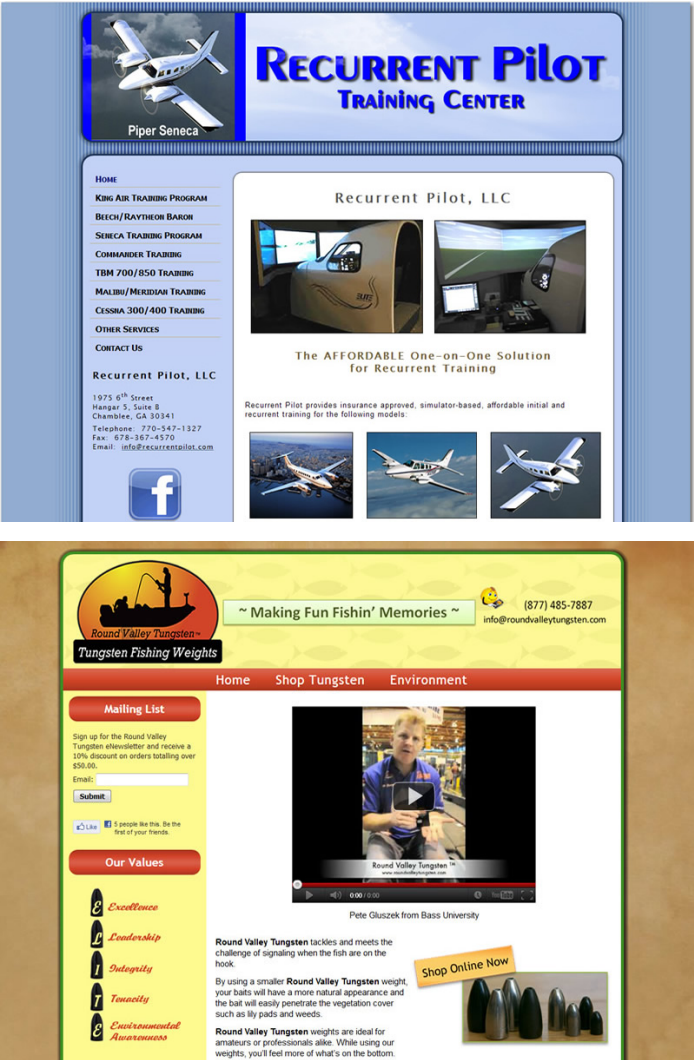 Recurrent Pilot
Training Center
Piper Seneca
Home
King Air Training Program
Beech/Raytheon Baron
Seneca Training Program
Commander Training
TBM 700/850 Training
Malibu/Meridian Training
Cessna 300/400 Training
Other Services
Contact Us
Recurrent Pilot, LLC
1975 6th Street
Hangar 5, Suite 8
Chamblee, GA 30341
Telephone: 770-547-1327
Fax: 678-367-4570
Email: info@recurrentpilot.com
f
Recurrent Pilot, LLC
ELITE
The AFFORDABLE One-on-One Solution
for Recurrent Training
Recurrent Pilot provides insurance approved, simulator-based, affordable initial and
recurrent training for the following models:
Round Valley Tungsten™
Tungsten Fishing Weights
~ Making Fun Fishin’ Memories ~
(877) 485-7887
info@roundvalleytungsten.com
Home Shop Tungsten Environment
Mailing List
Sign up for the Round Valley
Tungsten eNewsletter and receive a
10% discount on orders totalling over
$50.00.
Email:
Submit
Like
5 people like this. Be the
first of your friends.
Our Values
E Excellence
L Leadership
I Integrity
T Tenacity
E Environmental
Awareness
Round Valley Tungsten ™
www.roundvalleytungsten.com
0:00 / 0:00
YouTube
Pete Gluszek from Bass University
Round Valley Tungsten tackles and meets the
challenge of signaling when the fish are on the
hook.
By using a smaller Round Valley Tungsten weight,
your baits will have a more natural appearance and
the bait will easily penetrate the vegetation cover
such as lily pads and weeds.
Round Valley Tungsten weights are ideal for
amateurs or professionals alike. While using our
weights, you'll feel more of what's on the bottom.
Shop Online Now